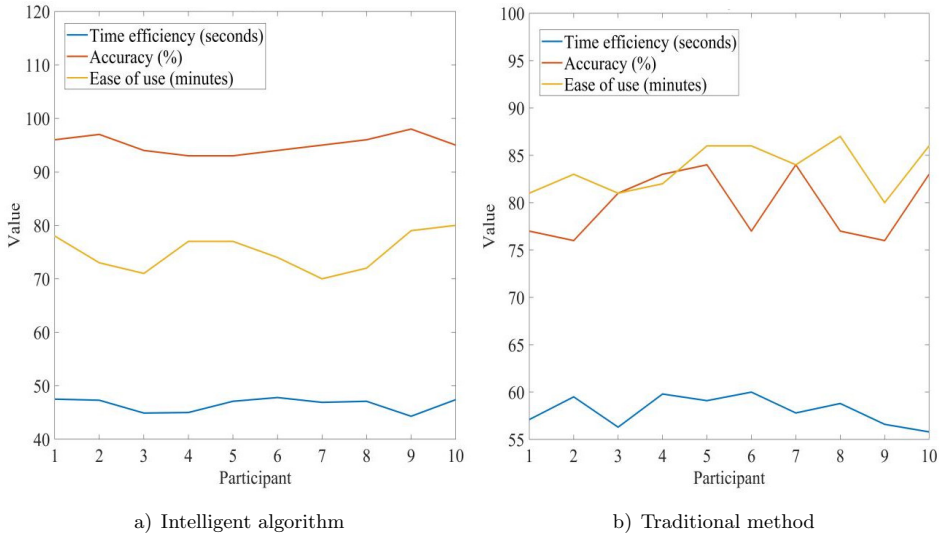 120
110
100
90
80
70
60
50
40
Value
Time efficiency (seconds)
Accuracy (%)
Ease of use (minutes)
1 2 3 4 5 6 7 8 9 10
Participant
a) Intelligent algorithm
100
95
90
85
80
75
70
65
60
55
Value
Time efficiency (seconds)
Accuracy (%)
Ease of use (minutes)
1 2 3 4 5 6 7 8 9 10
Participant
b) Traditional method